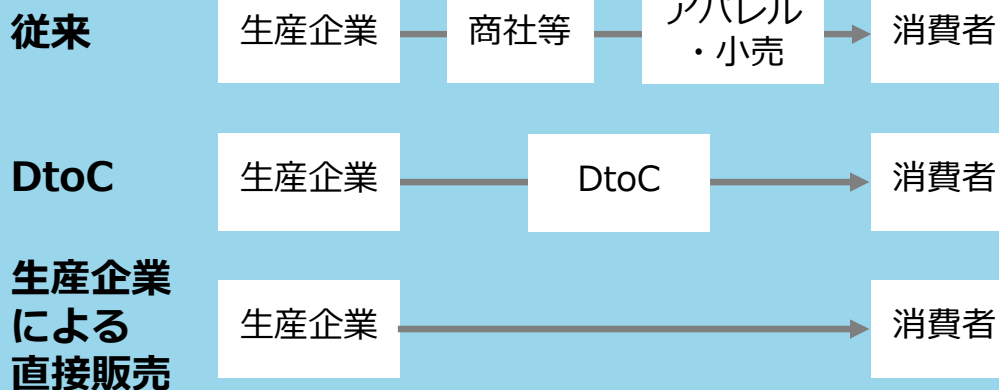 従来
生産企業
商社等
アパレル
・小売
消費者
DtoC
生産企業
DtoC
消費者
生産企業
による
直接販売
生産企業
消費者